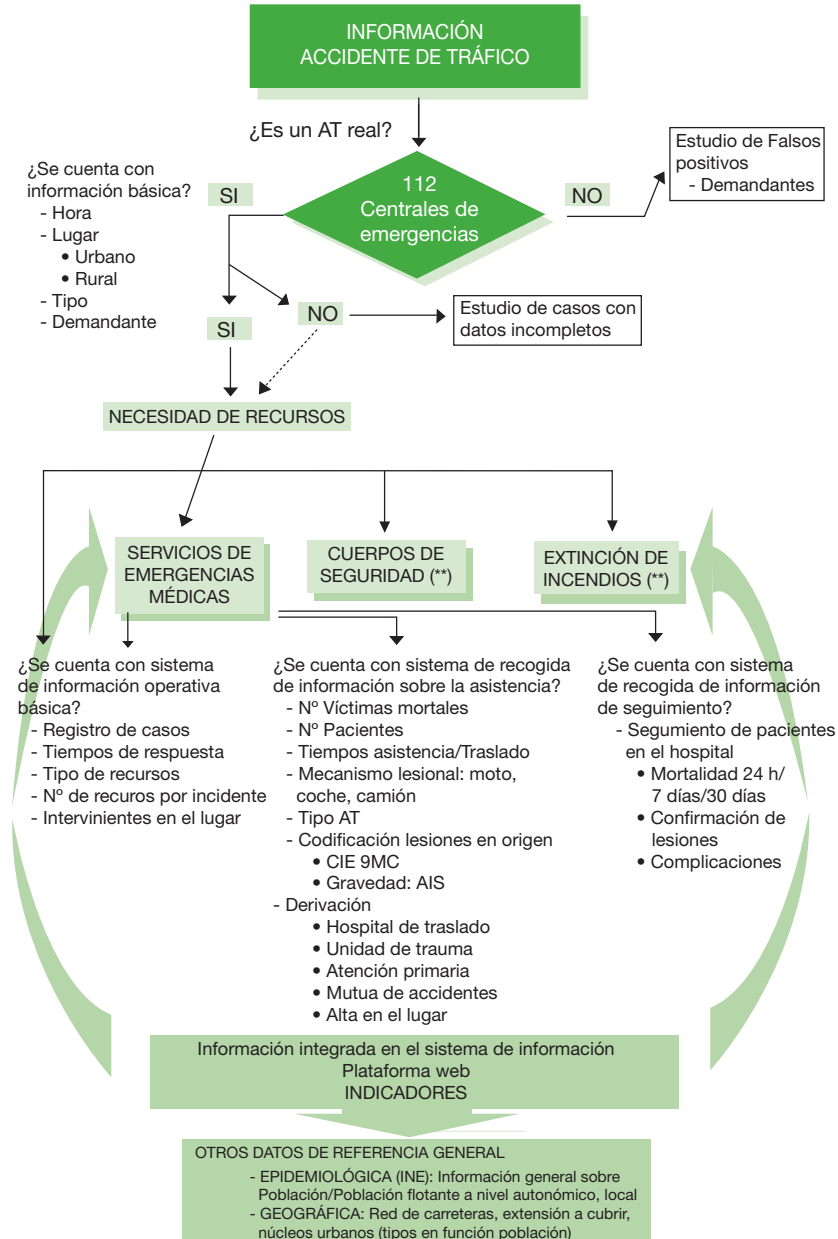 INFORMACIÓN
ACCIDENTE DE TRÁFICO
¿Es un AT real?
112
Centrales de
emergencias
NO
Estudio de Falsos
positivos
- Demandantes
¿Se cuenta con
información básica?
- Hora
- Lugar
• Urbano
• Rural
- Tipo
- Demandante
SI
SI
NO
Estudio de casos con
datos incompletos
NECESIDAD DE RECURSOS
SERVICIOS DE
EMERGENCIAS
MÉDICAS
CUERPOS DE
SEGURIDAD (**)
EXTINCIÓN DE
INCENDIOS (**)
¿Se cuenta con sistema
de información operativa
básica?
- Registro de casos
- Tiempos de respuesta
- Tipo de recursos
- Nº de recuros por incidente
- Intervinientes en el lugar
¿Se cuenta con sistema de recogida
de información sobre la asistencia?
- Nº Víctimas mortales
- Nº Pacientes
- Tiempos asistencia/Traslado
- Mecanismo lesional: moto,
coche, camión
- Tipo AT
- Codificación lesiones en origen
• CIE 9MC
• Gravedad: AIS
- Derivación
• Hospital de traslado
• Unidad de trauma
• Atención primaria
• Mutua de accidentes
• Alta en el lugar
¿Se cuenta con sistema
de recogida de información
de seguimiento?
- Segumiento de pacientes
en el hospital
• Mortalidad 24 h/
7 días/30 días
• Confirmación de
lesiones
• Complicaciones
Información integrada en el sistema de información
Plataforma web
INDICADORES
OTROS DATOS DE REFERENCIA GENERAL
- EPIDEMIOLÓGICA (INE): Información general sobre
Población/Población flotante a nivel autonómico, local
- GEOGRÁFICA: Red de carreteras, extensión a cubrir,
núcleos urbanos (tipos en función población)